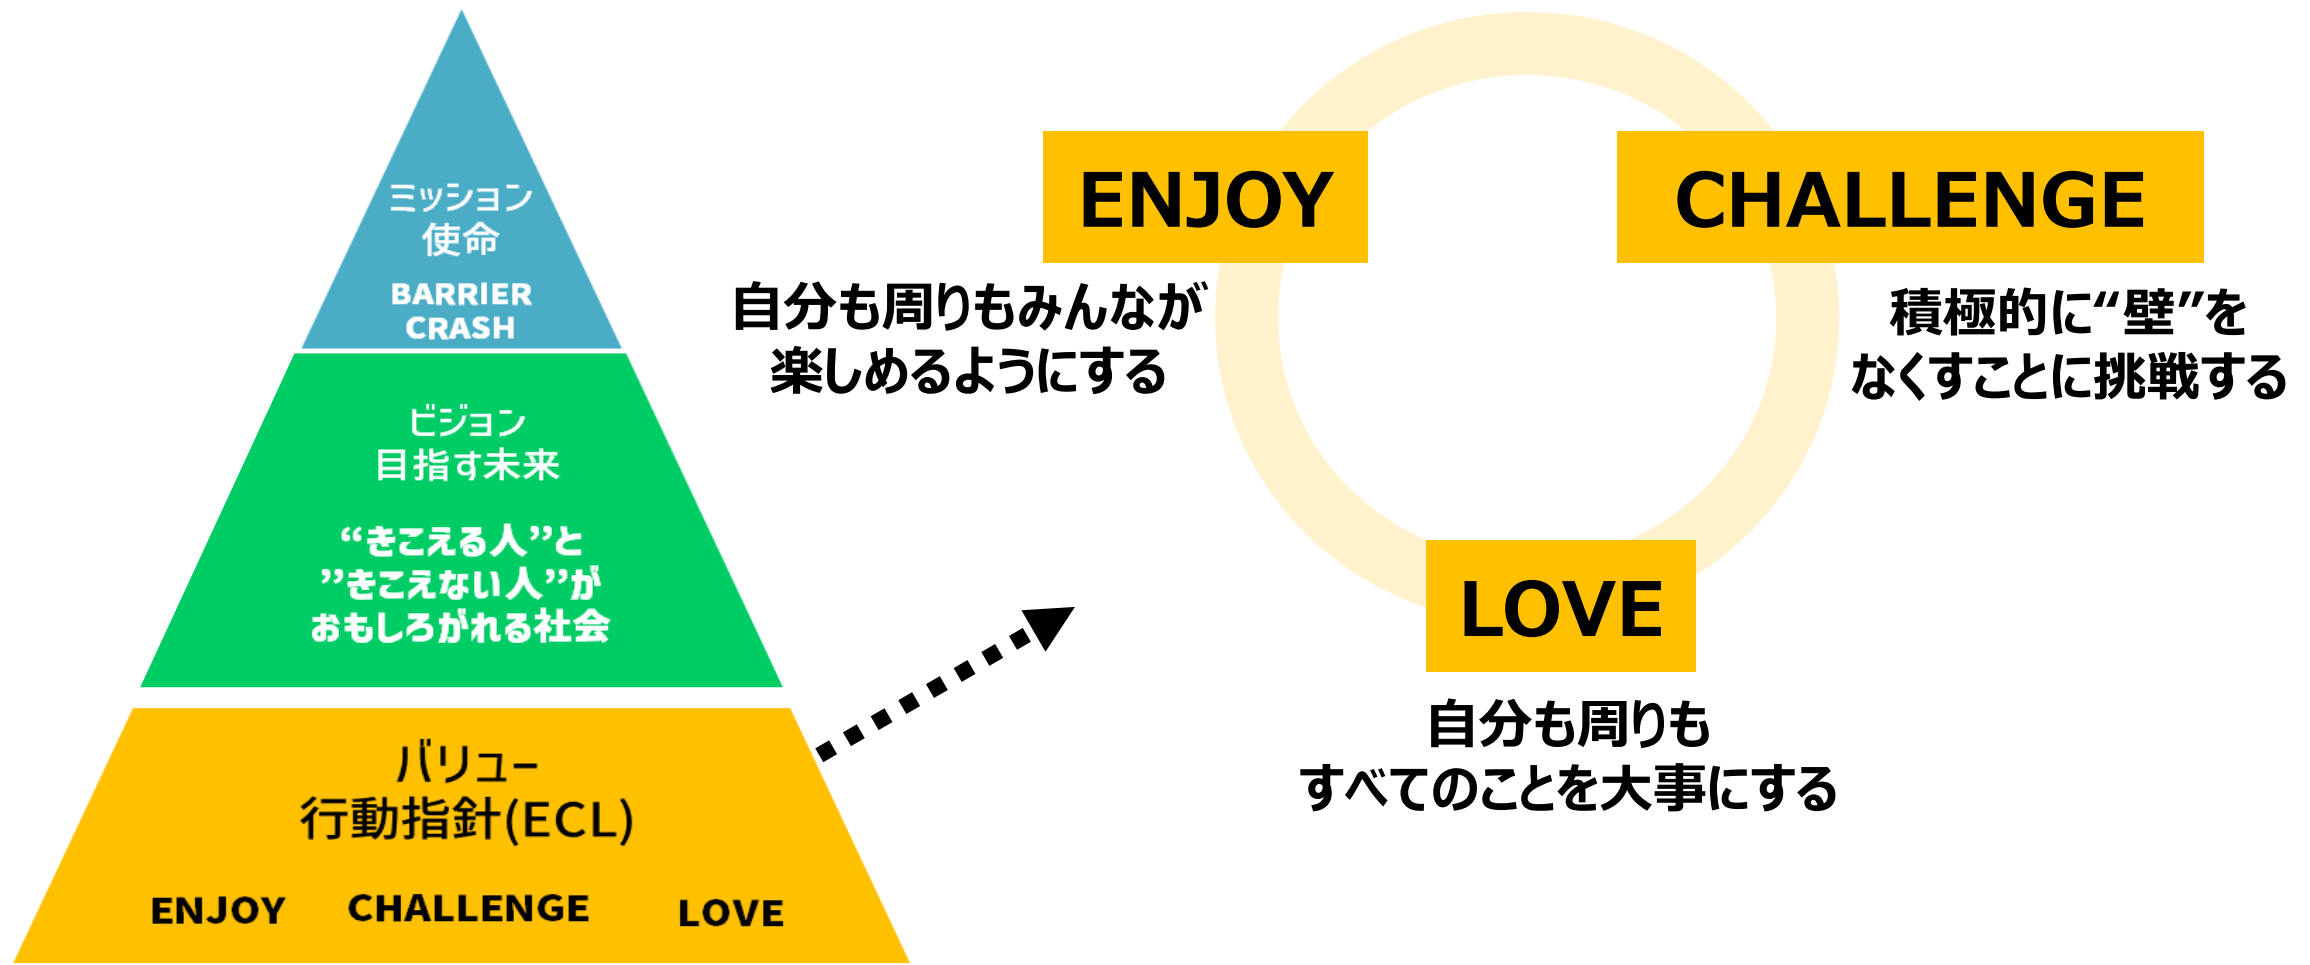 ミッション
使命
BARRIER
CRASH
ビジョン
目指す未来
“きこえる人”と
”きこえない人”が
おもしろがれる社会
バリュー
行動指針(ECL)
ENJOY
CHALLENGE
LOVE
ENJOY
自分も周りもみんなが
楽しめるようにする
CHALLENGE
積極的に“壁”を
なくすことに挑戦する
LOVE
自分も周りも
すべてのことを大事にする